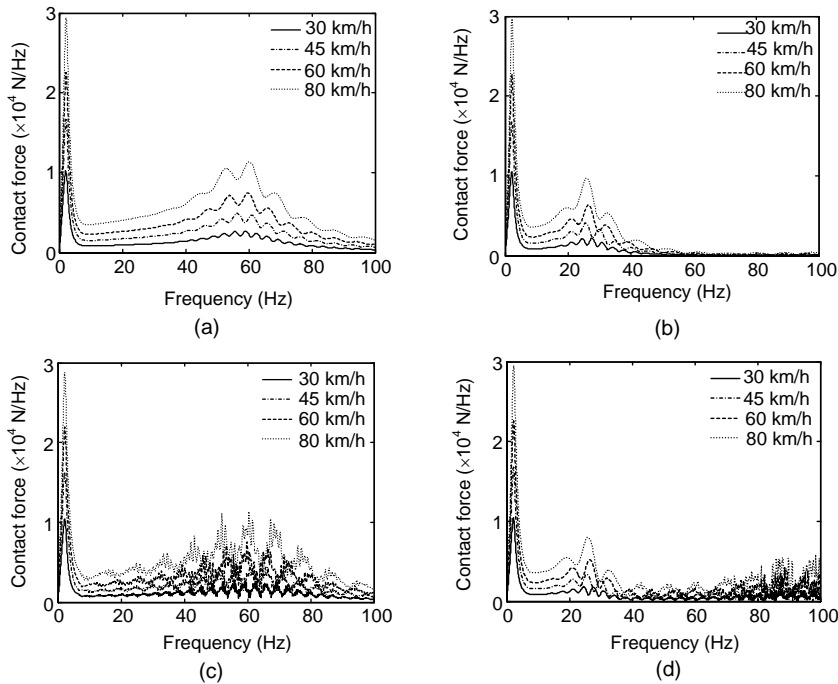 3
2
1
0
0 20 40 60 80 100
Contact force (×10⁴ N/Hz)
30 km/h
45 km/h
60 km/h
80 km/h
Frequency (Hz)
(a)
3
2
1
0
0 20 40 60 80 100
Contact force (×10⁴ N/Hz)
30 km/h
45 km/h
60 km/h
80 km/h
Frequency (Hz)
(b)
3
2
1
0
0 20 40 60 80 100
Contact force (×10⁴ N/Hz)
30 km/h
45 km/h
60 km/h
80 km/h
Frequency (Hz)
(c)
3
2
1
0
0 20 40 60 80 100
Contact force (×10⁴ N/Hz)
30 km/h
45 km/h
60 km/h
80 km/h
Frequency (Hz)
(d)